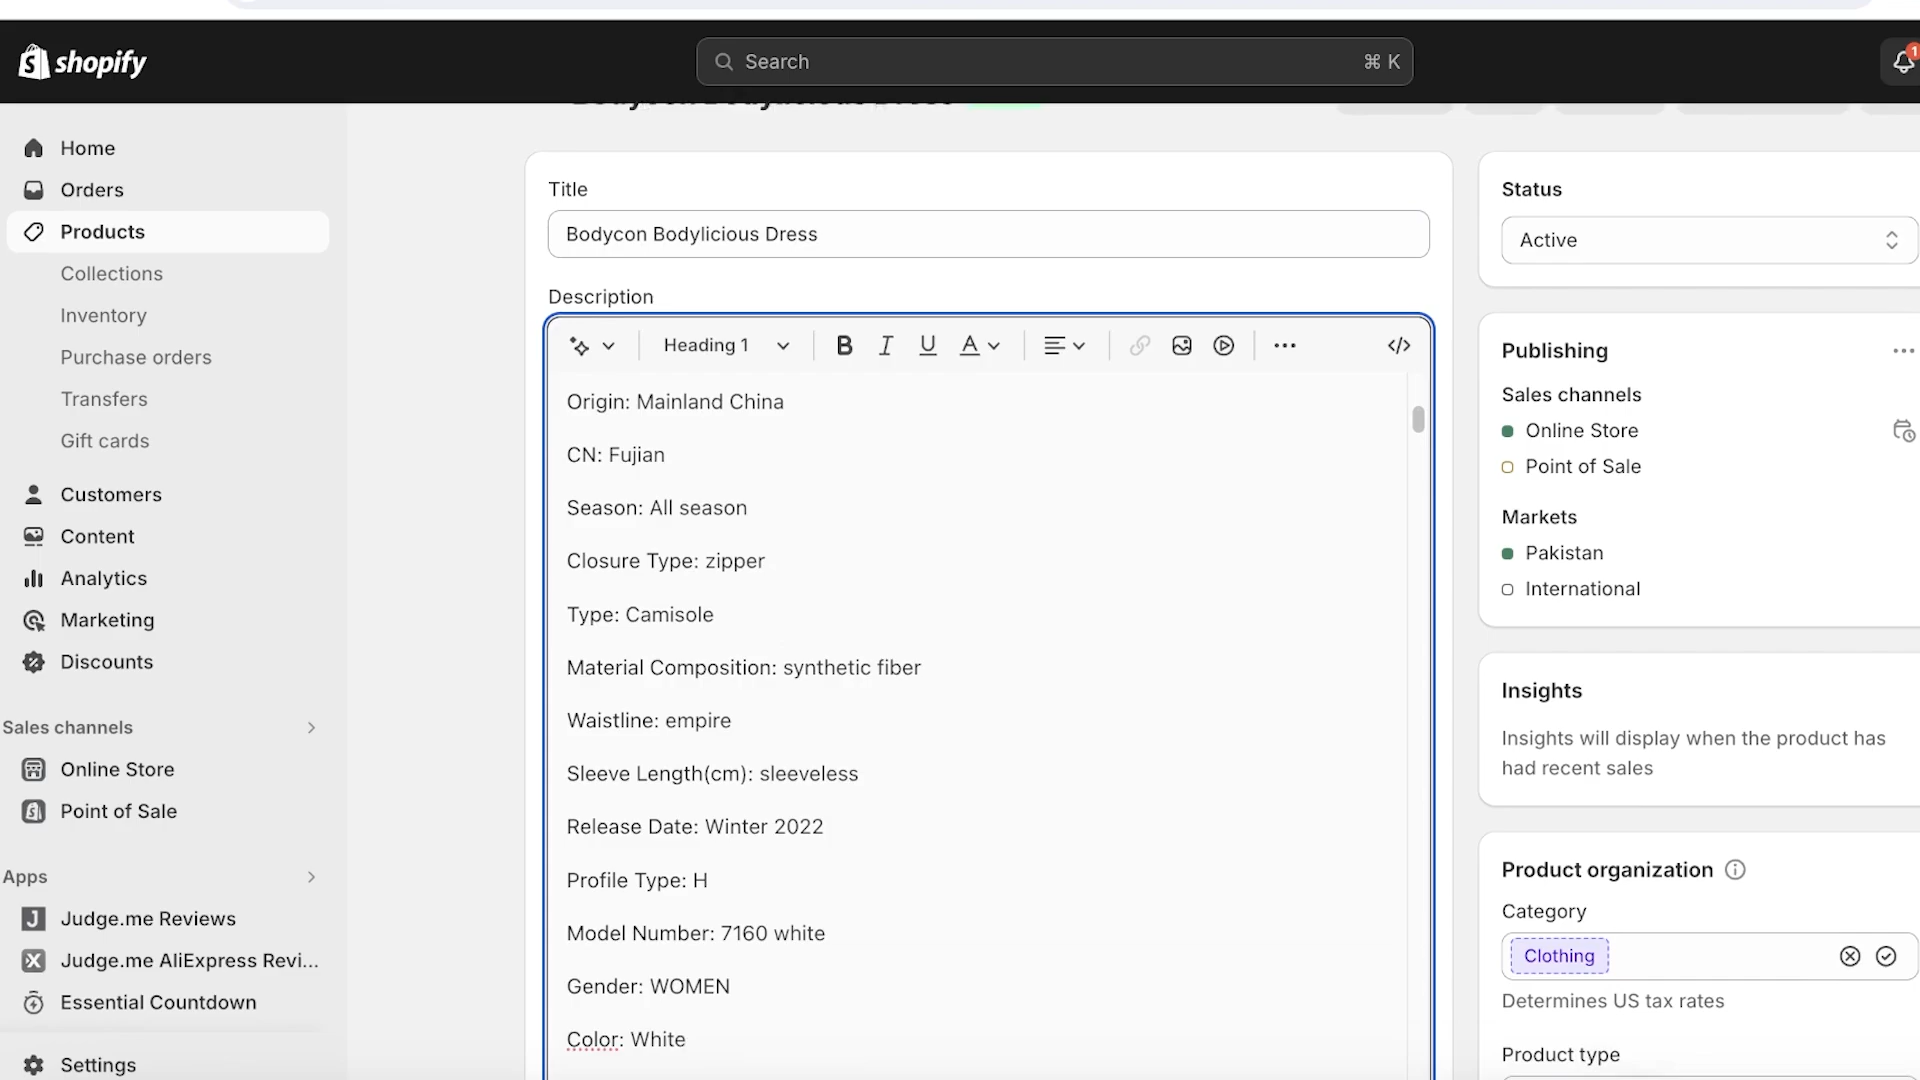 shopify
Search
⌘ K
1
Bodycon Bodylicious Dress
Home
Orders
Products
Collections
Inventory
Purchase orders
Transfers
Gift cards
Customers
Content
Analytics
Marketing
Discounts
Sales channels
Online Store
Point of Sale
Apps
Judge.me Reviews
Judge.me AliExpress Revi...
Essential Countdown
Settings
Title
Bodycon Bodylicious Dress
Description
Heading 1
B I U A
Origin: Mainland China
CN: Fujian
Season: All season
Closure Type: zipper
Type: Camisole
Material Composition: synthetic fiber
Waistline: empire
Sleeve Length(cm): sleeveless
Release Date: Winter 2022
Profile Type: H
Model Number: 7160 white
Gender: WOMEN
Color: White
Status
Active
Publishing
Sales channels
Online Store
Point of Sale
Markets
Pakistan
International
Insights
Insights will display when the product has
had recent sales
Product organization
Category
Clothing
Determines US tax rates
Product type